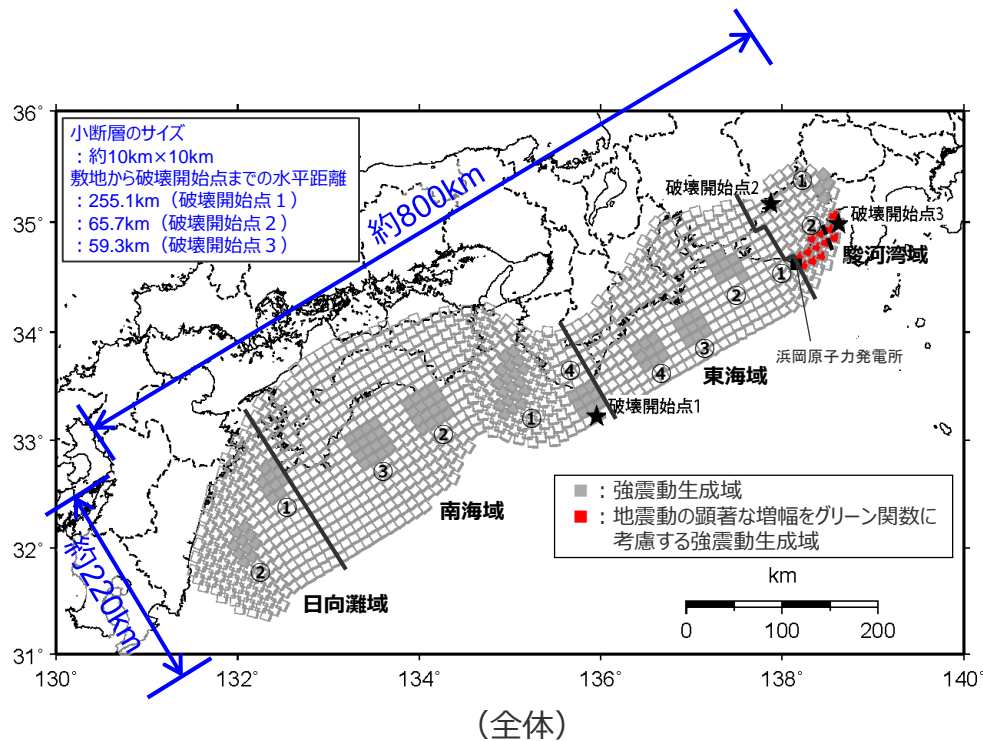 小断層のサイズ
：約10km×10km
敷地から破壊開始点までの水平距離
：255.1km（破壊開始点１）
：65.7km（破壊開始点２）
：59.3km（破壊開始点３）
約800km
約220km
36°
35°
34°
33°
32°
31°
破壊開始点2
①
破壊開始点3
②
駿河湾域
①
②
浜岡原子力発電所
③
④
東海域
④
破壊開始点1
①
②
③
南海域
①
②
日向灘域
：強震動生成域
：地震動の顕著な増幅をグリーン関数に
考慮する強震動生成域
km
0 100 200
130° 132° 134° 136° 138° 140°
（全体）